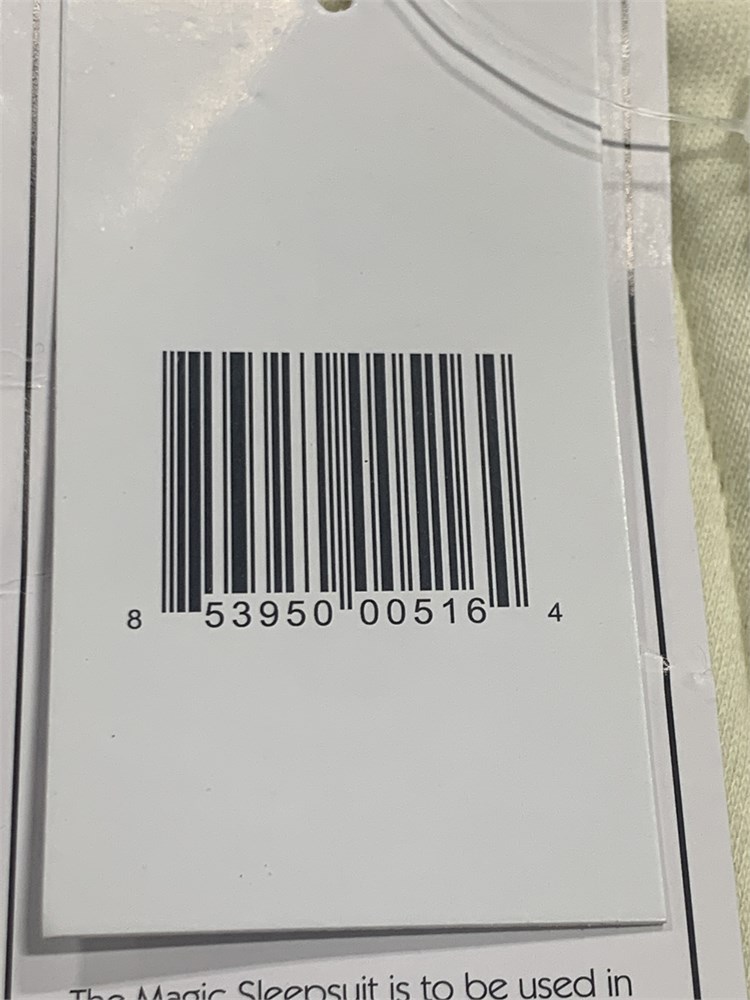 8 53950 00516 4
The Magic Sleepsuit is to be used in